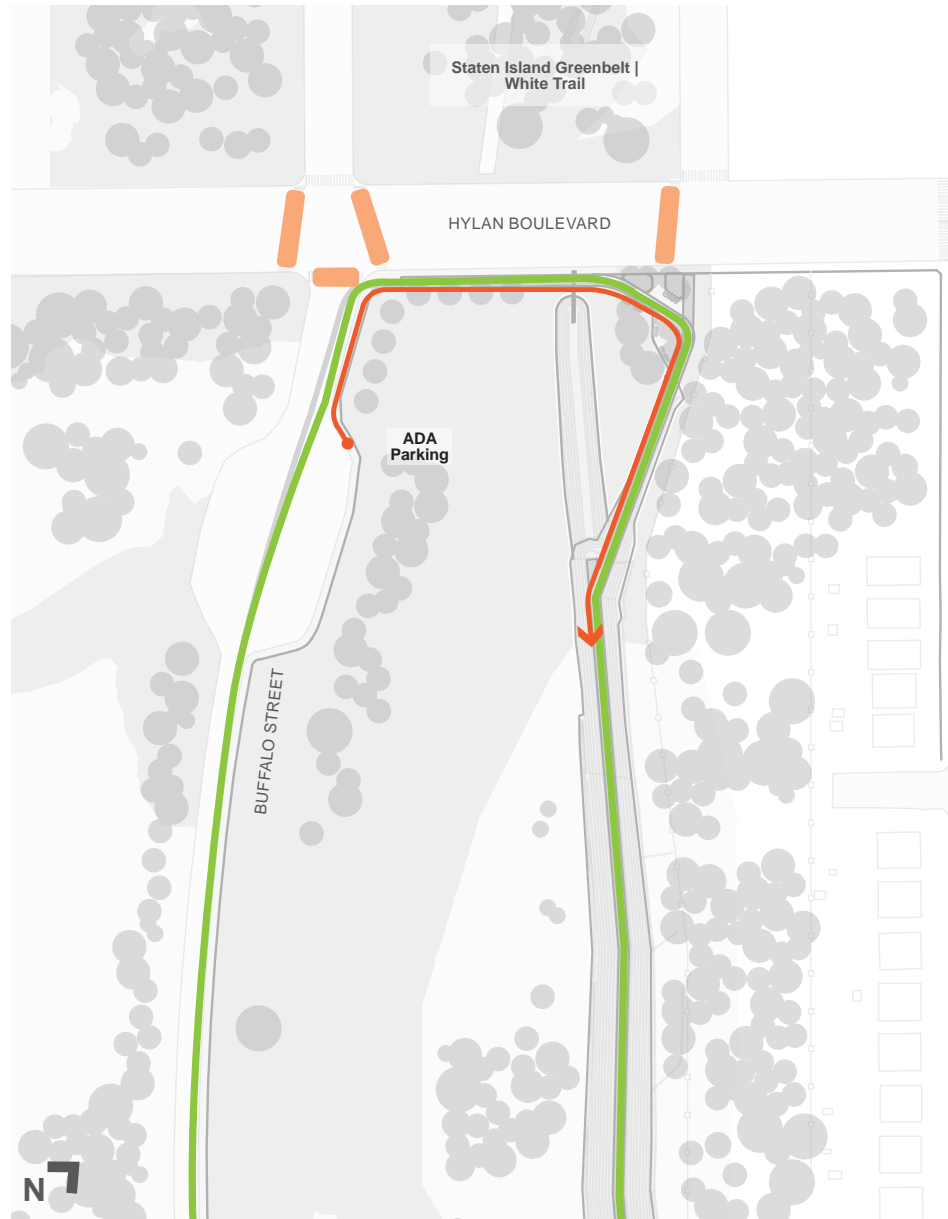 Staten Island Greenbelt |
White Trail
HYLAN BOULEVARD
ADA
Parking
BUFFALO STREET
N